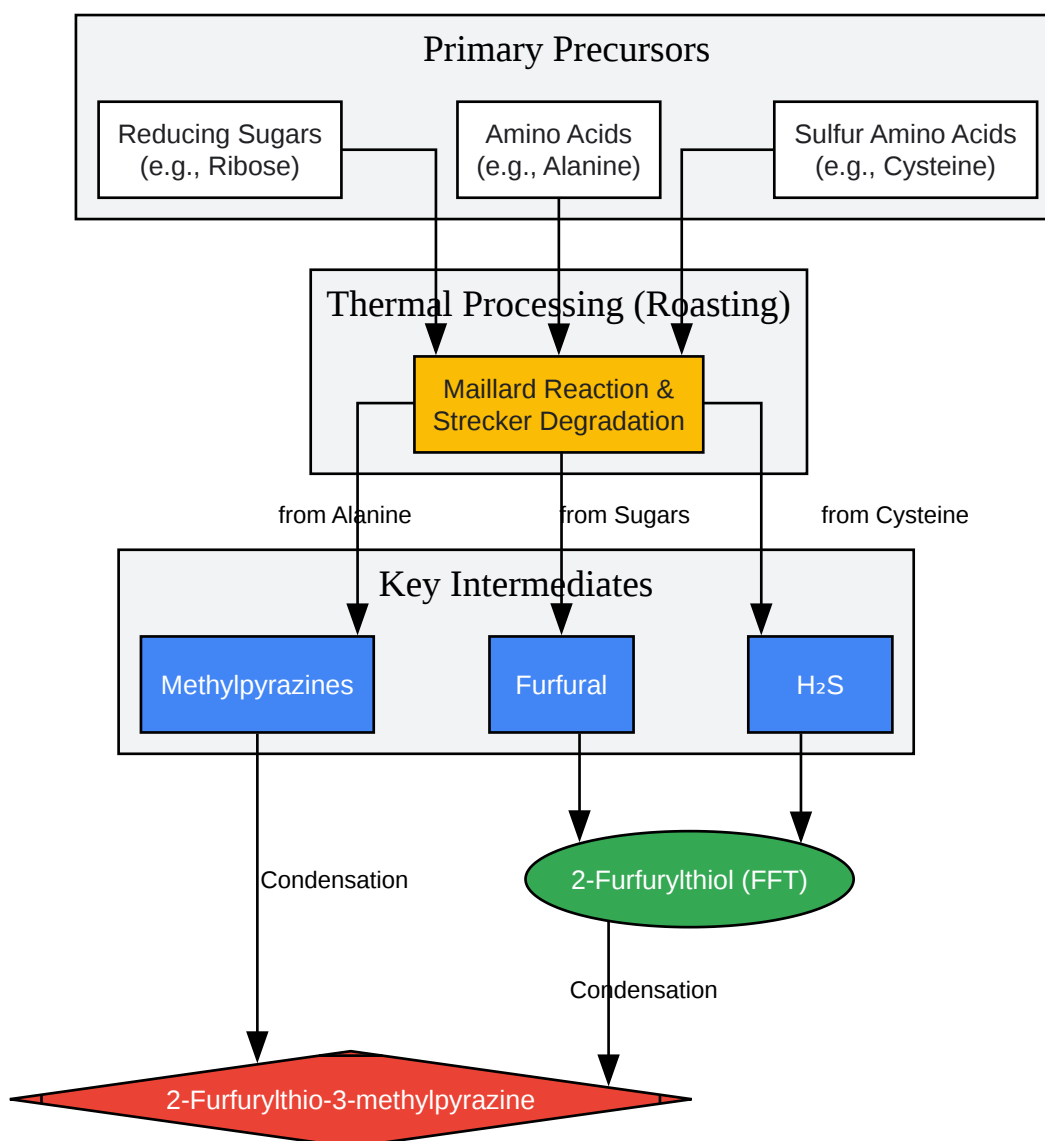 Primary Precursors
Reducing Sugars
(e.g., Ribose)
Amino Acids
(e.g., Alanine)
Sulfur Amino Acids
(e.g., Cysteine)
Thermal Processing (Roasting)
Maillard Reaction &
Strecker Degradation
from Alanine
from Sugars
from Cysteine
Key Intermediates
Methylpyrazines
Furfural
H₂S
Condensation
2-Furfurylthiol (FFT)
Condensation
2-Furfurylthio-3-methylpyrazine